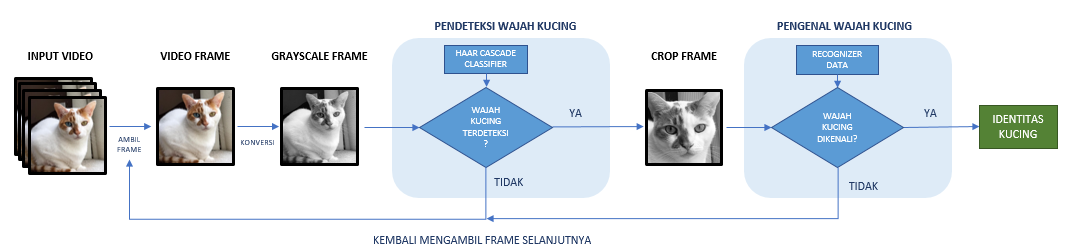 PENDETEKSI WAJAH KUCING
PENGENAL WAJAH KUCING
INPUT VIDEO
VIDEO FRAME
GRAYSCALE FRAME
HAAR CASCADE
CLASSIFIER
CROP FRAME
RECOGNIZER
DATA
AMBIL
FRAME
KONVERSI
WAJAH
KUCING
TERDETEKSI
?
YA
WAJAH
KUCING
DIKENALI?
YA
IDENTITAS
KUCING
TIDAK
TIDAK
KEMBALI MENGAMBIL FRAME SELANJUTNYA